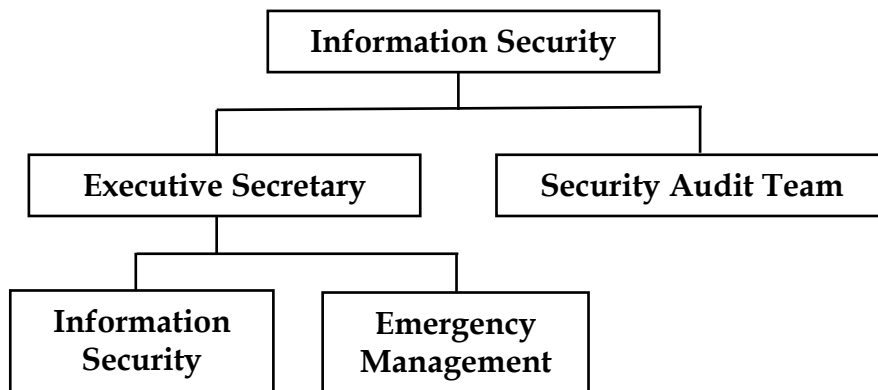 Information Security
Executive Secretary
Security Audit Team
Information
Security
Emergency
Management